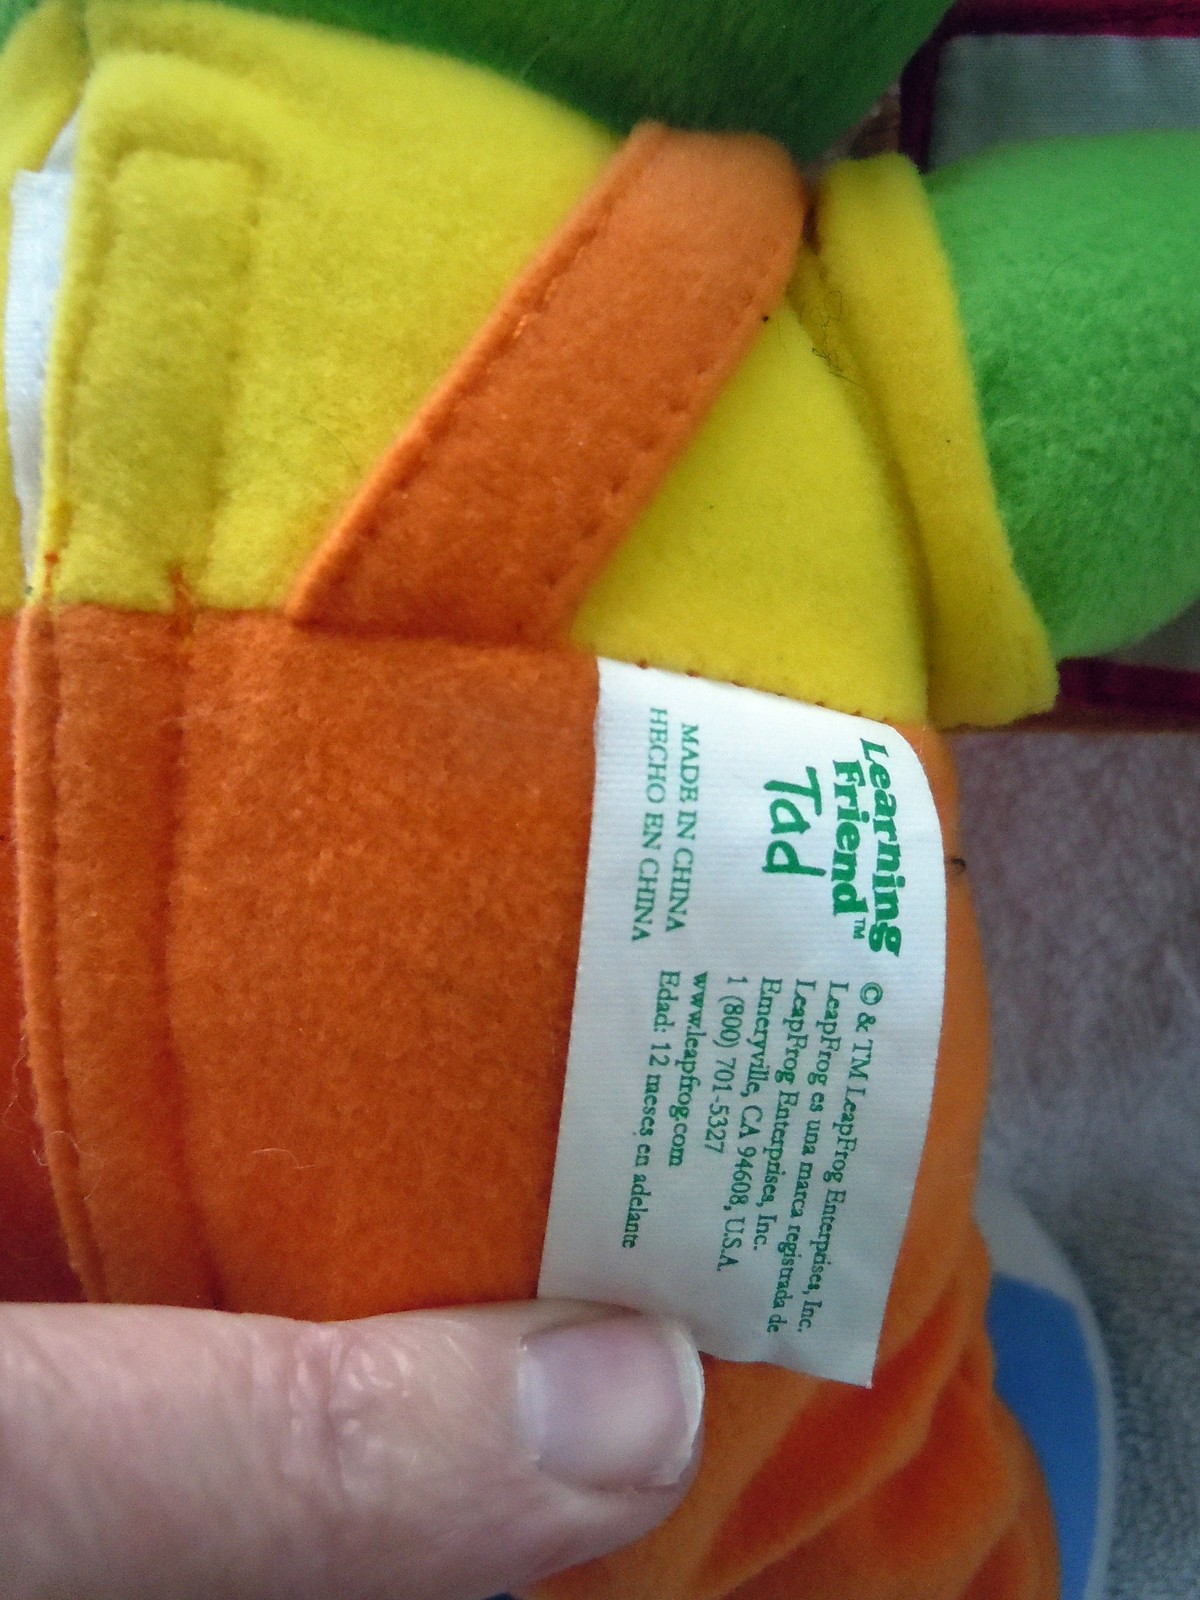 Learning
Friend™
Tad
MADE IN CHINA
HECHO EN CHINA
© & TM LeapFrog Enterprises, Inc.
LeapFrog es una marca registrada de
LeapFrog Enterprises, Inc.
Emeryville, CA 94608, U.S.A.
1 (800) 701-5327
www.leapfrog.com
Edad: 12 meses en adelante